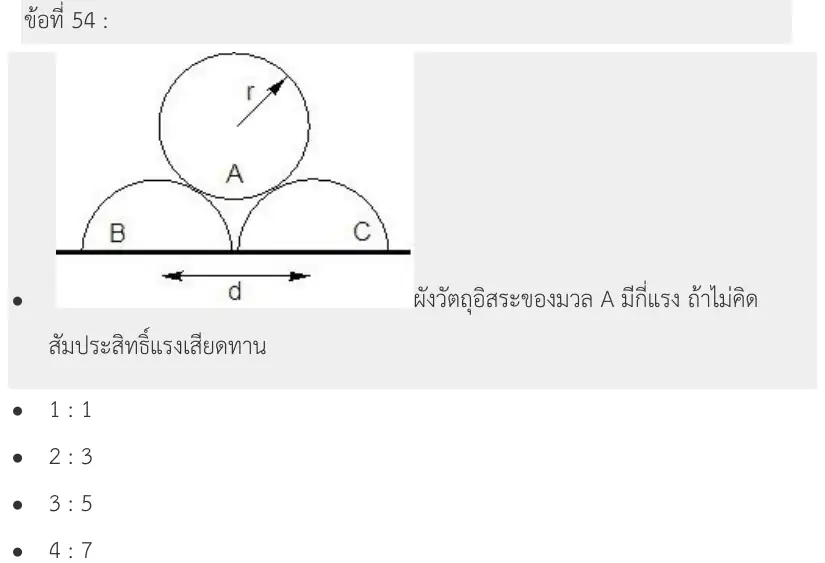 ข้อที่ 54 :
r
A
B
C
d
ผังวัตถุอิสระของมวล A มีกี่แรง ถ้าไม่คิด
สัมประสิทธิ์แรงเสียดทาน
1 : 1
2 : 3
3 : 5
4 : 7